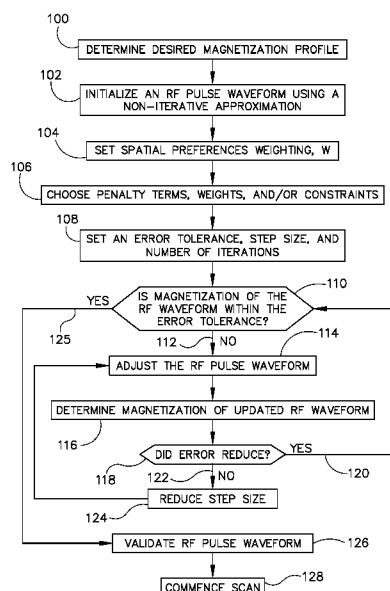 100
DETERMINE DESIRED MAGNETIZATION PROFILE
102
INITIALIZE AN RF PULSE WAVEFORM USING A
NON-ITERATIVE APPROXIMATION
104
SET SPATIAL PREFERENCES WEIGHTING, W
106
CHOOSE PENALTY TERMS, WEIGHTS, AND/OR CONSTRAINTS
108
SET AN ERROR TOLERANCE, STEP SIZE, AND
NUMBER OF ITERATIONS
110
YES
IS MAGNETIZATION OF THE
RF WAVEFORM WITHIN THE
ERROR TOLERANCE?
125
112
NO
114
ADJUST THE RF PULSE WAVEFORM
DETERMINE MAGNETIZATION OF UPDATED RF WAVEFORM
116
DID ERROR REDUCE?
YES
118
120
122
NO
REDUCE STEP SIZE
124
VALIDATE RF PULSE WAVEFORM
126
COMMENCE SCAN
128